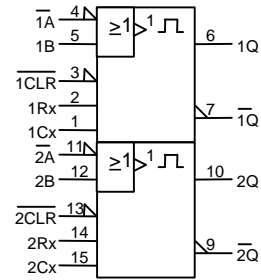 1A 4 ≥1 1
1B 5 6 1Q
1CLR 3
1Rx 2 7 1Q
1Cx 1
2A 11 ≥1 1
2B 12 10 2Q
2CLR 13
2Rx 14 9 2Q
2Cx 15